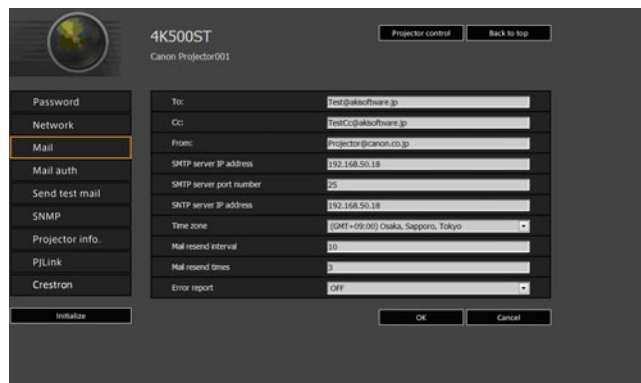 4K500ST
Projector control
Back to top
Canon Projector001
Password
Network
Mail
Mail auth
Send test mail
SNMP
Projector info.
PJLink
Crestron
Initialize
To: Test@akisoftware.jp
Cc: TestCc@akisoftware.jp
From: Projector@canon.co.jp
SMTP server IP address 192.168.50.18
SMTP server port number 25
SNTP server IP address 192.168.50.18
Time zone (GMT+09:00) Osaka, Sapporo, Tokyo
Mail resend interval 10
Mail resend times 3
Error report OFF
OK
Cancel